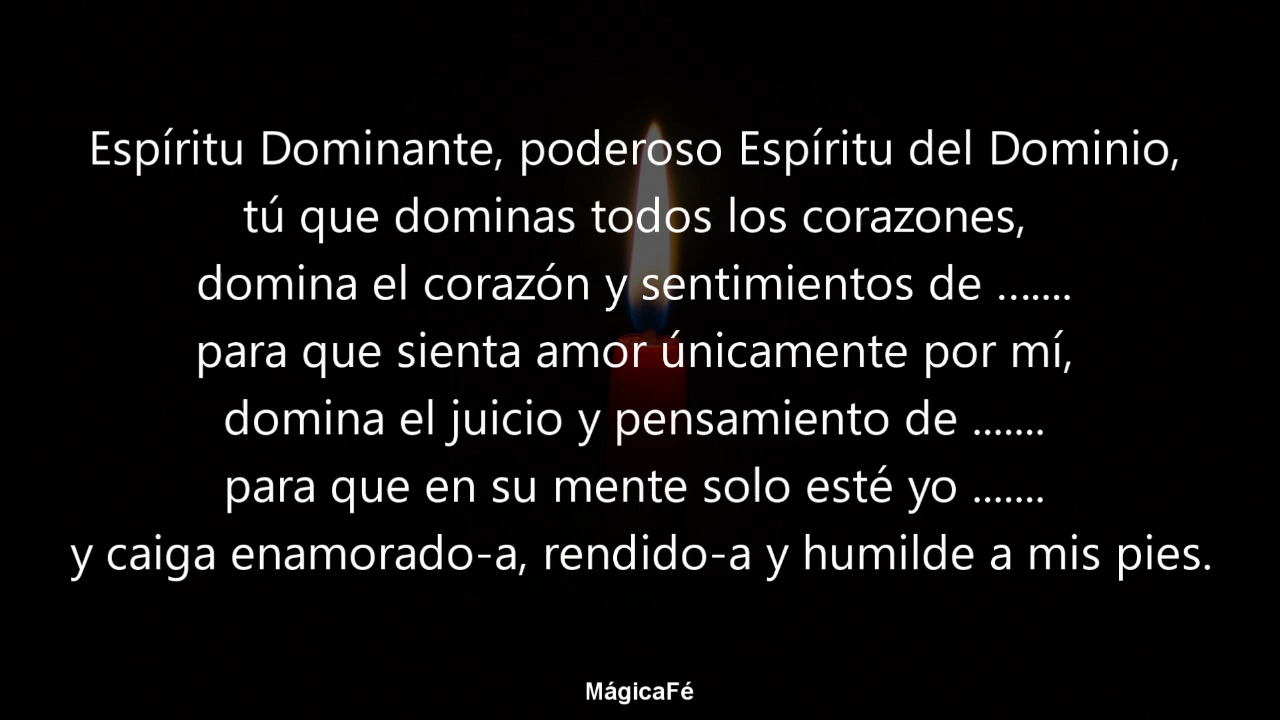 Espíritu Dominante, poderoso Espíritu del Dominio,
tú que dominas todos los corazones,
domina el corazón y sentimientos de ........
para que sienta amor únicamente por mí,
domina el juicio y pensamiento de .......
para que en su mente solo esté yo .......
y caiga enamorado-a, rendido-a y humilde a mis pies.
MágicaFé